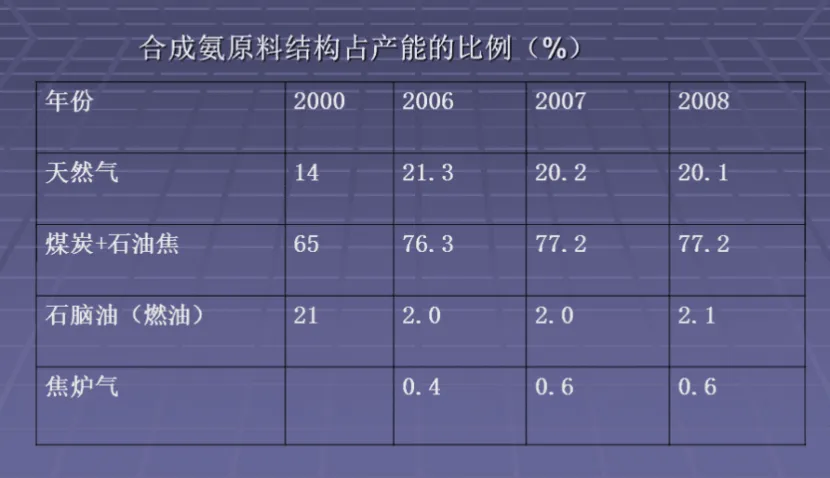 合成氨原料结构占产能的比例（%）
年份 2000 2006 2007 2008
天然气 14 21.3 20.2 20.1
煤炭+石油焦 65 76.3 77.2 77.2
石脑油（燃油） 21 2.0 2.0 2.1
焦炉气 0.4 0.6 0.6